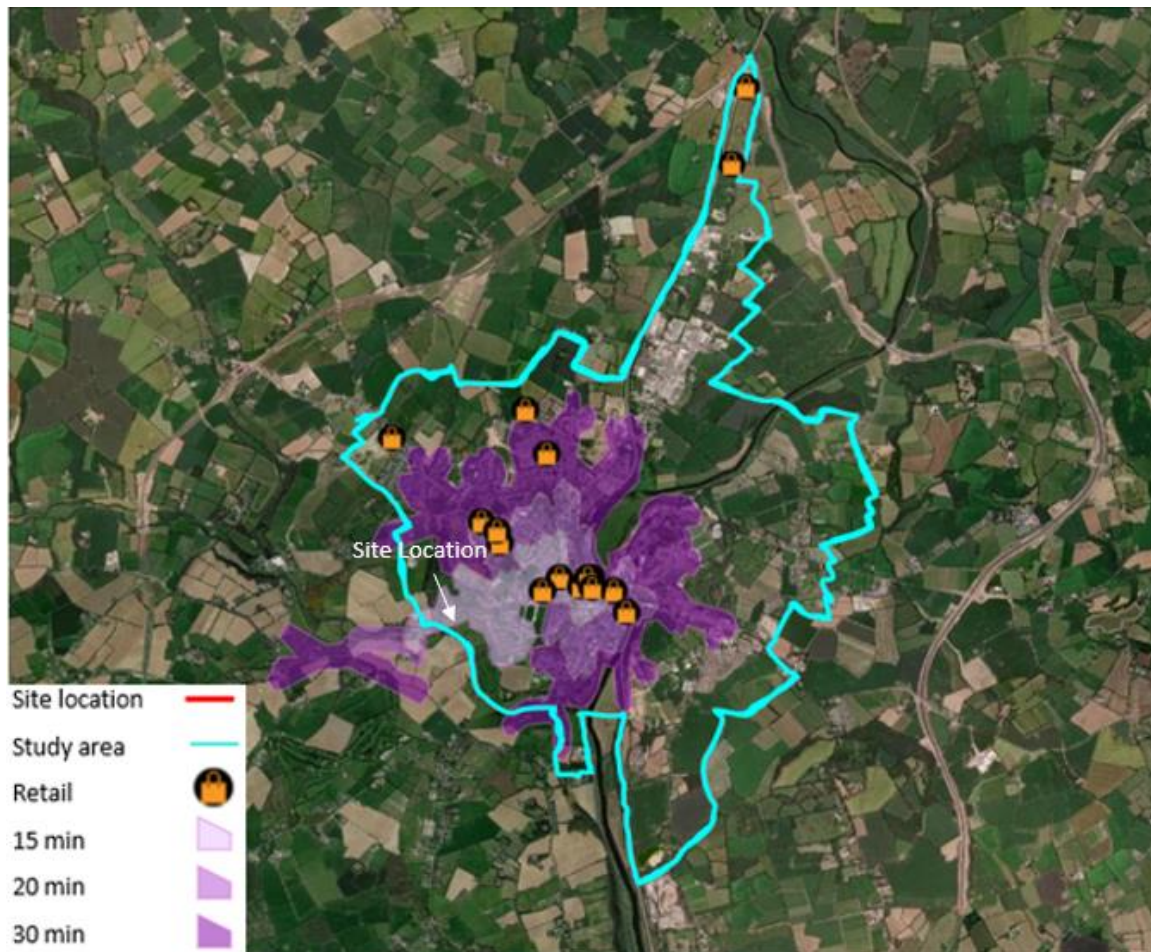 Site Location
Site location
Study area
Retail
15 min
20 min
30 min